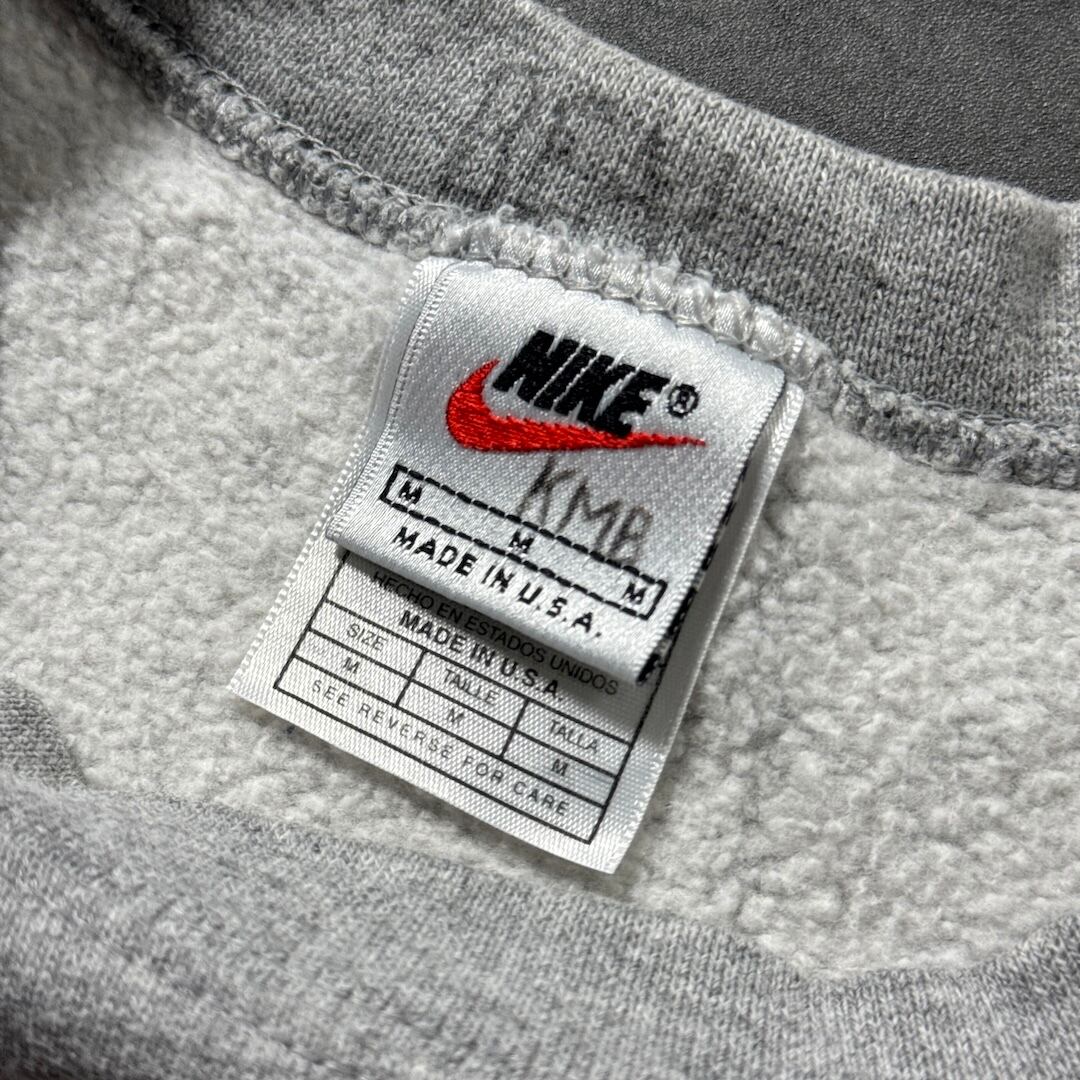 NIKE®
KMB
M M M
MADE IN U.S.A.
HECHO EN ESTADOS UNIDOS
MADE IN U.S.A
SIZE TAILLE TALLA
M M M
SEE REVERSE FOR CARE